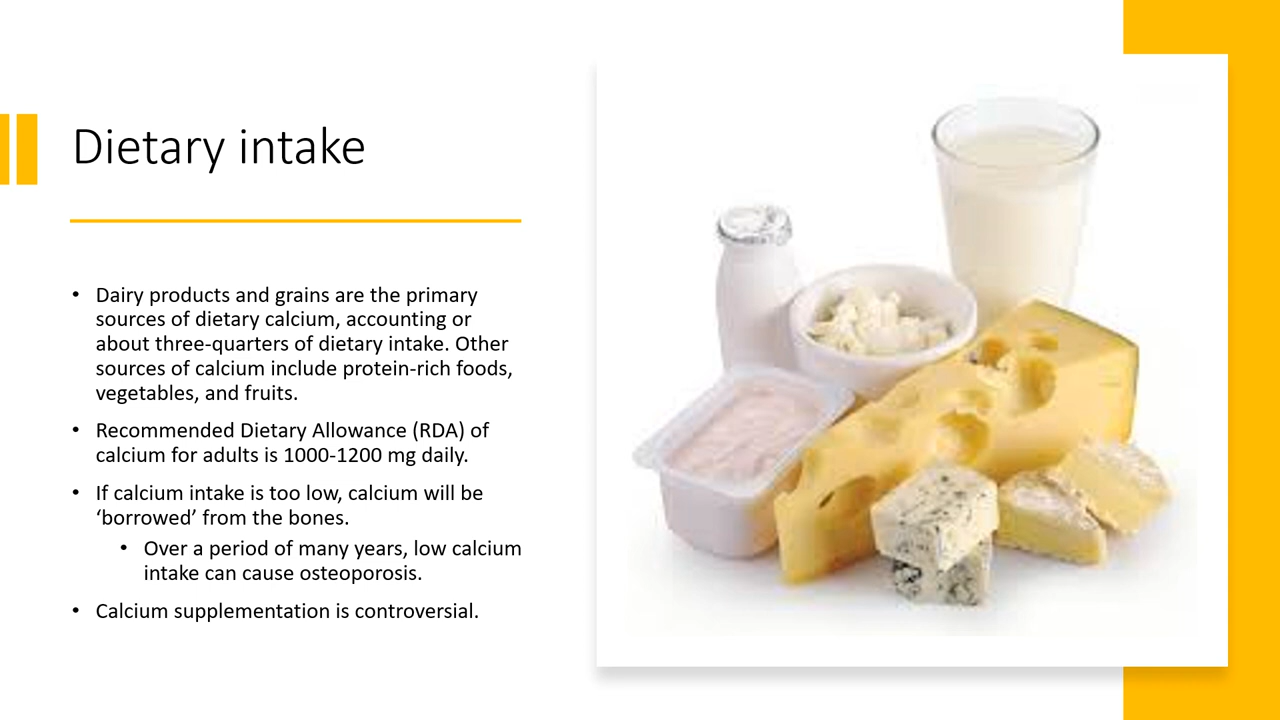 Dietary intake
• Dairy products and grains are the primary
sources of dietary calcium, accounting or
about three-quarters of dietary intake. Other
sources of calcium include protein-rich foods,
vegetables, and fruits.
• Recommended Dietary Allowance (RDA) of
calcium for adults is 1000-1200 mg daily.
• If calcium intake is too low, calcium will be
‘borrowed’ from the bones.
• Over a period of many years, low calcium
intake can cause osteoporosis.
• Calcium supplementation is controversial.